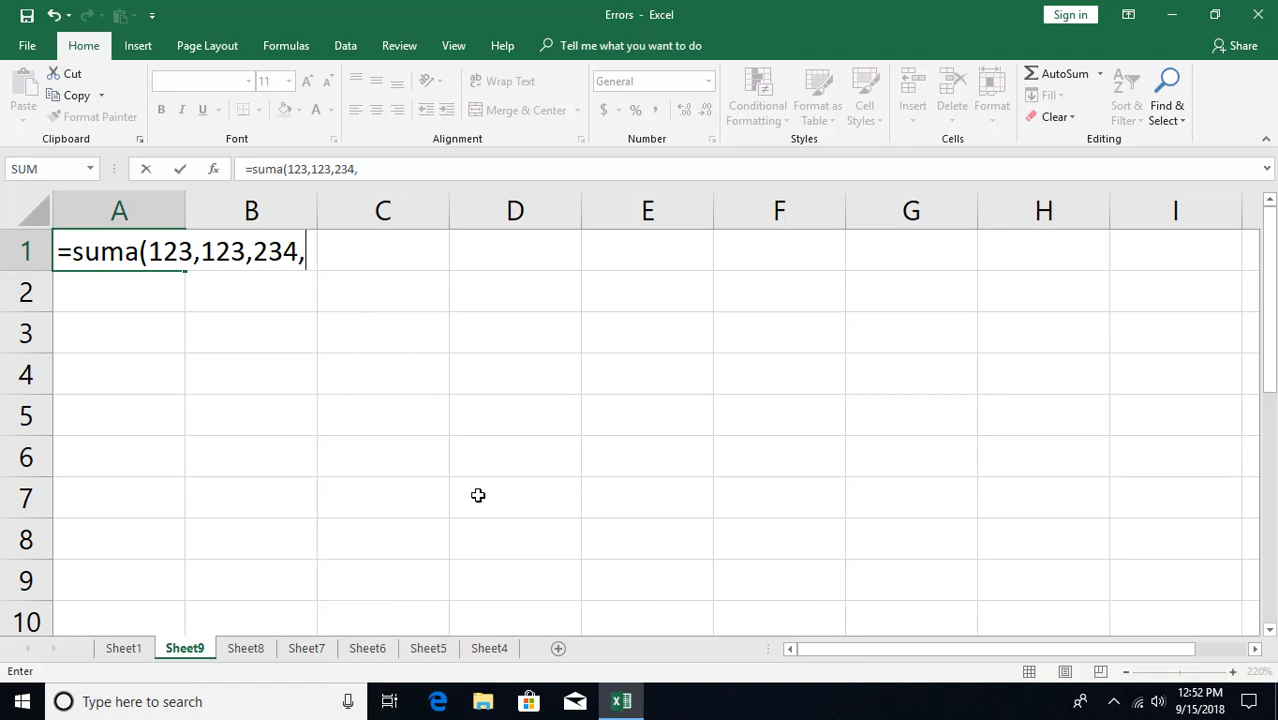 Errors - Excel
Sign in
File Home Insert Page Layout Formulas Data Review View Help Tell me what you want to do Share
Paste
Cut
Copy
Format Painter
Clipboard
11
B I U
Font
Wrap Text
Merge & Center
Alignment
General
$ % ,
Number
Conditional Formatting
Format as Table
Cell Styles
Styles
Insert
Delete
Format
Cells
AutoSum
Fill
Clear
Sort & Filter
Find & Select
Editing
SUM
fx
=suma(123,123,234,
A B C D E F G H I
1 =suma(123,123,234,
2
3
4
5
6
7
8
9
10
Sheet1 Sheet9 Sheet8 Sheet7 Sheet6 Sheet5 Sheet4
Enter
220%
Type here to search
12:52 PM
9/15/2018